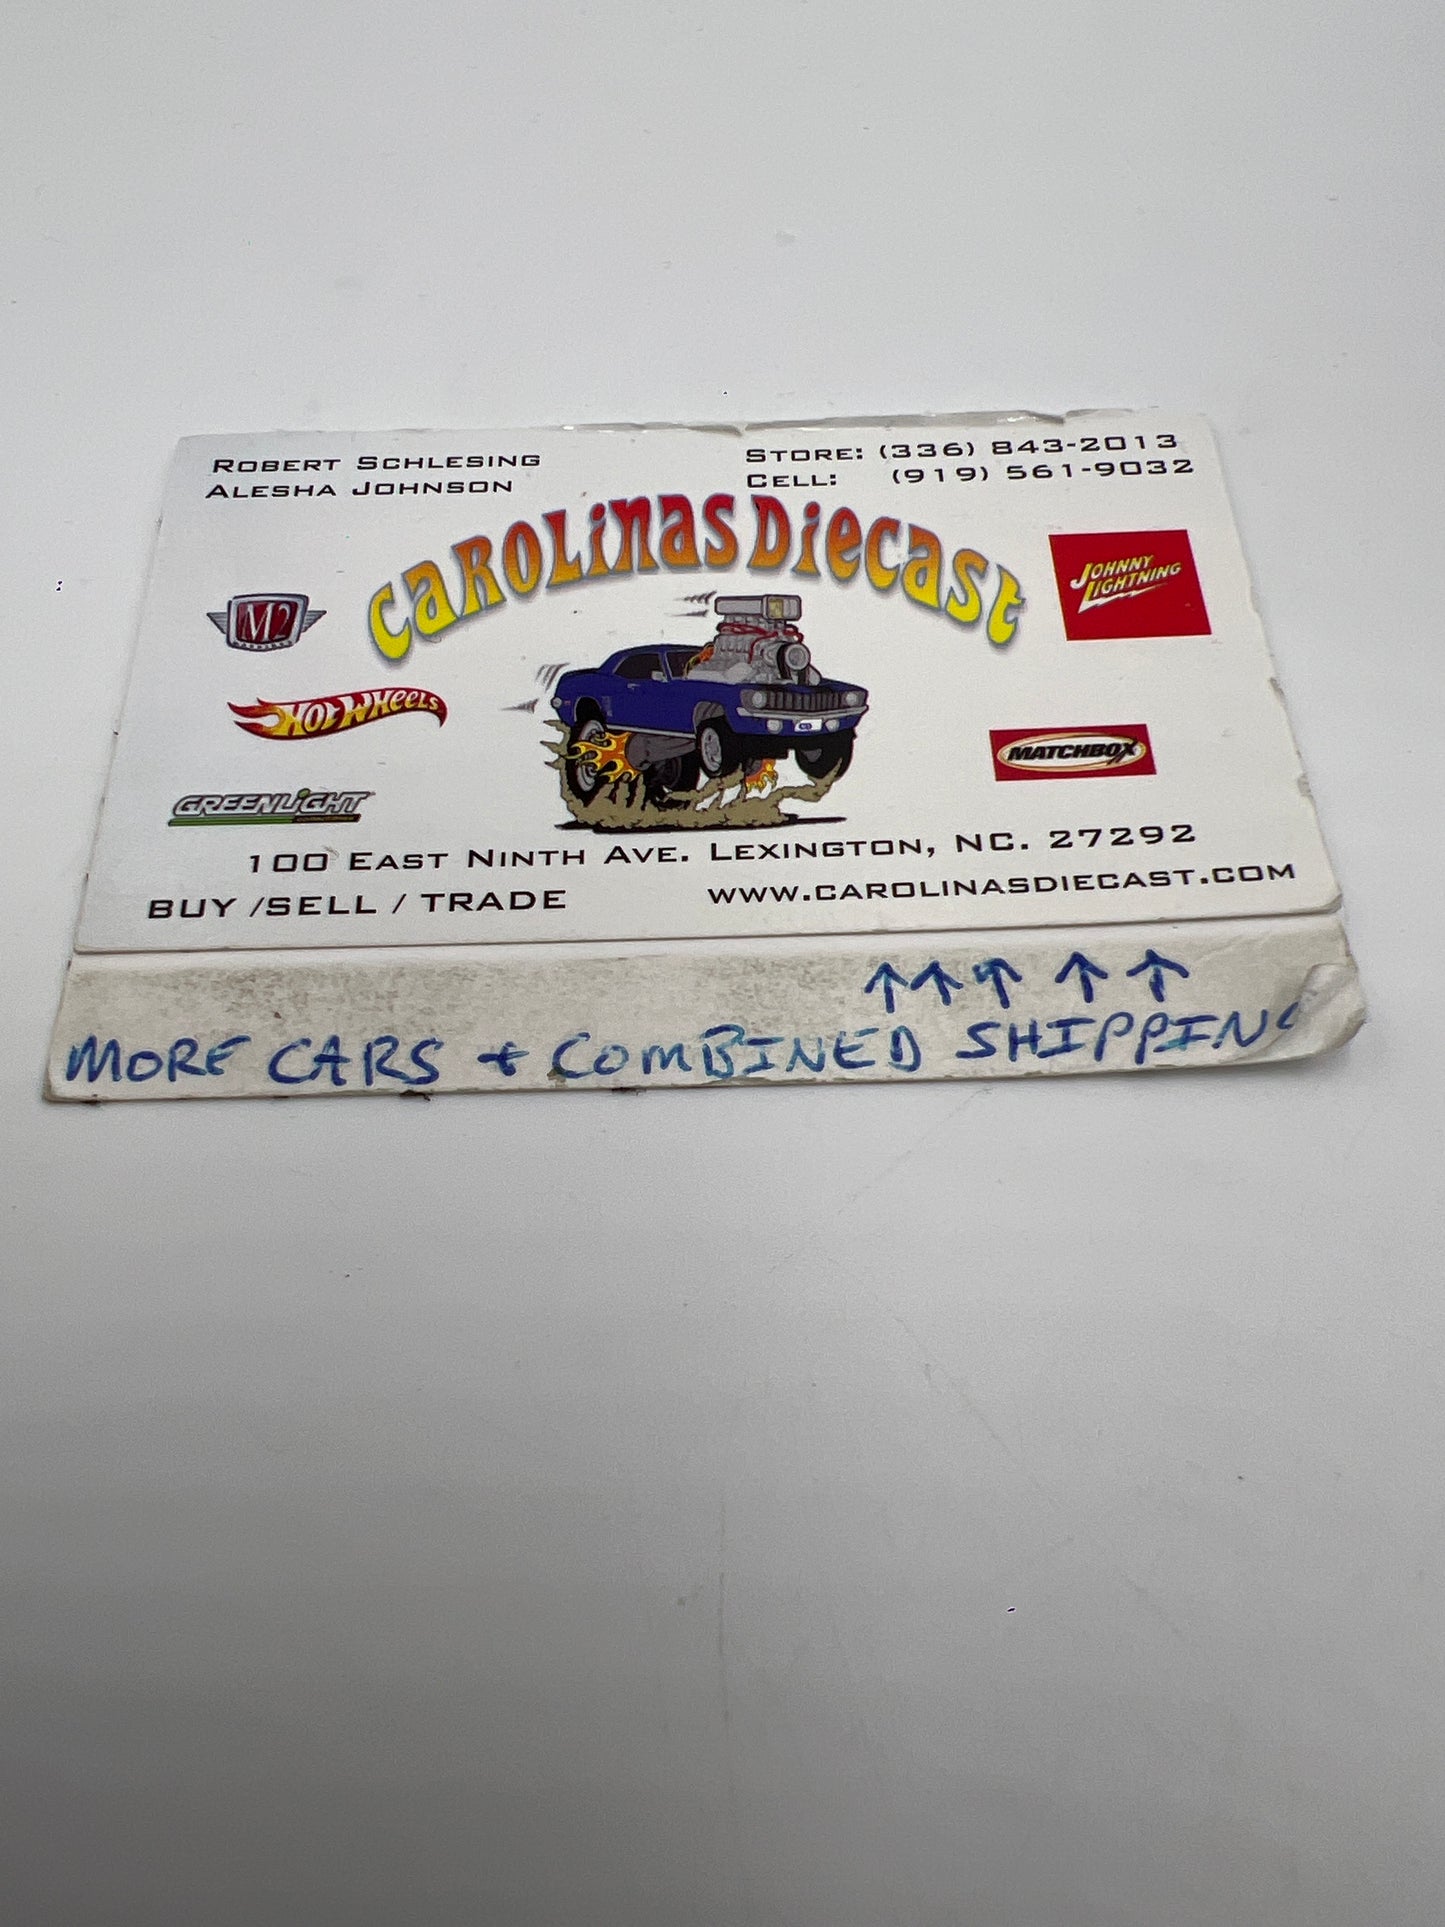 ROBERT SCHLESING
ALESHA JOHNSON
STORE: (336) 843-2013
CELL: (919) 561-9032
CAROLINAS DIECAST
M2
JOHNNY LIGHTNING
HOT WHEELS
MATCHBOX
GREENLIGHT
100 EAST NINTH AVE. LEXINGTON, NC. 27292
BUY /SELL / TRADE
WWW.CAROLINASDIECAST.COM
↑ ↑ ↑ ↑ ↑
MORE CARS + COMBINED SHIPPING